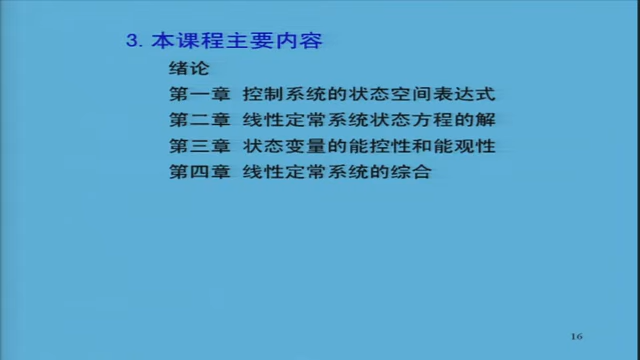 3. 本课程主要内容
绪论
第一章 控制系统的状态空间表达式
第二章 线性定常系统状态方程的解
第三章 状态变量的能控性和能观性
第四章 线性定常系统的综合
16